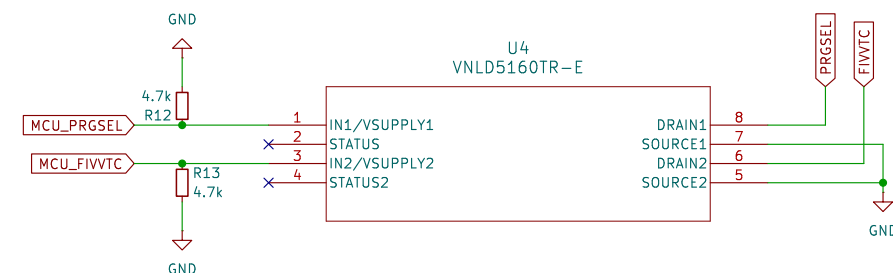 GND
U4
VNLD5160TR-E
PRGSEL
FIVVTC
4.7k
R12
MCU_PRGSEL
1
IN1/VSUPPLY1
DRAIN1
8
2
STATUS
SOURCE1
7
MCU_FIVVTC
3
IN2/VSUPPLY2
DRAIN2
6
R13
4.7k
4
STATUS2
SOURCE2
5
GND
GND